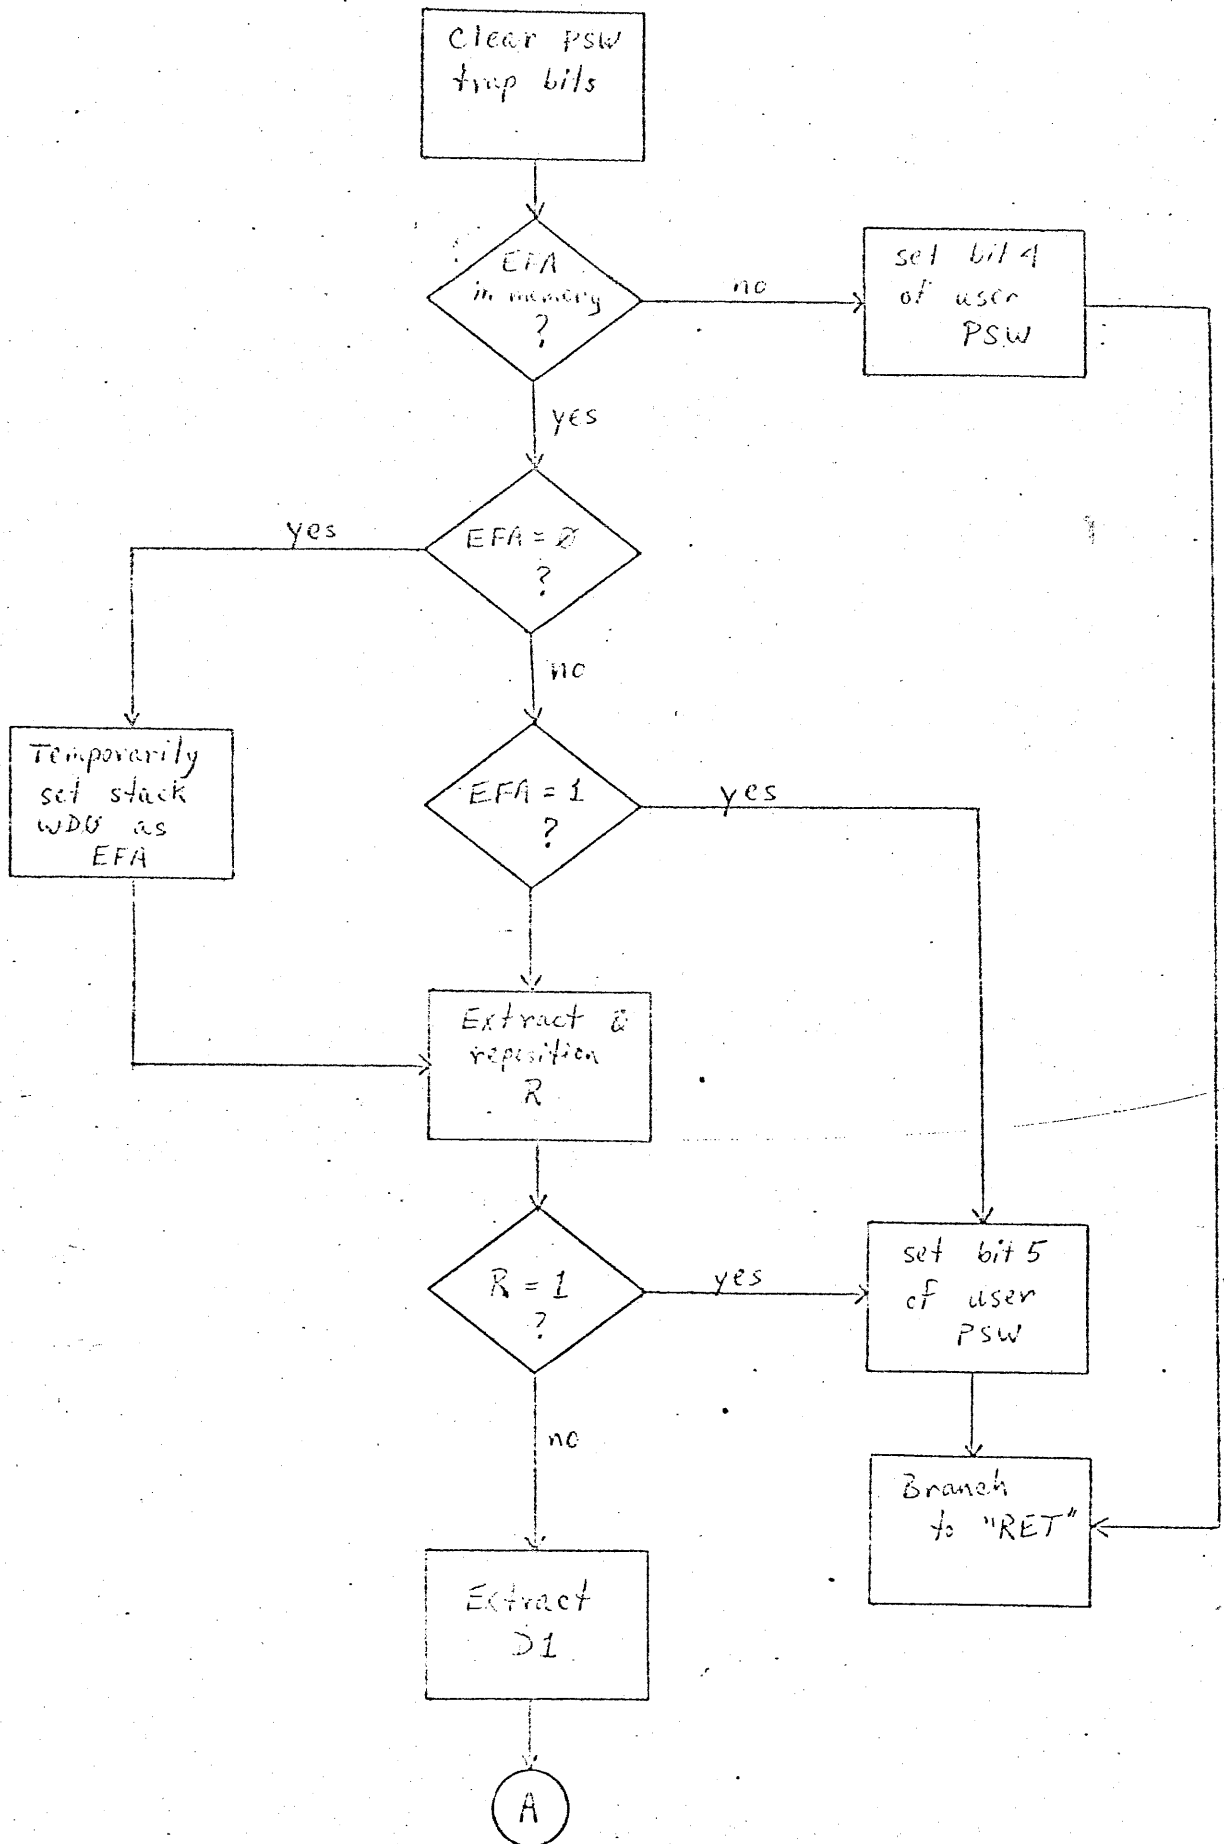 Clear PSW
trap bits
EFA
in memory
?
no
set bit 4
of user
PSW
yes
EFA = Ø
?
yes
no
Temporarily
set stack
as
EFA
EFA = 1
?
yes
Extract &
reposition
R
R = 1
?
yes
set bit 5
of user
PSW
no
Branch
to "RET"
Extract
D1
A